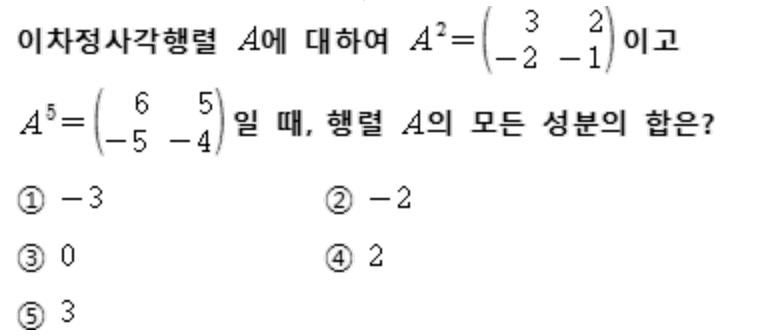 이차정사각행렬 A에 대하여 A²=(3 2
-2 -1)이고
A⁵=(6 5
-5 -4)일 때, 행렬 A의 모든 성분의 합은?
① -3 ② -2
③ 0 ④ 2
⑤ 3